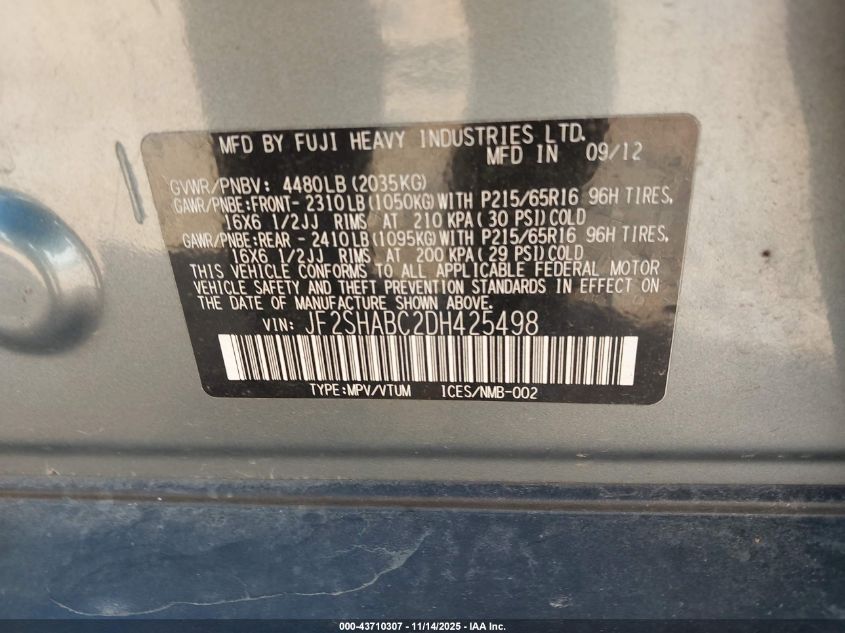 MFD BY FUJI HEAVY INDUSTRIES LTD.
MFD IN 09/12
GVWR/PNBV: 4480LB(2035KG)
GAWR/PNBE:FRONT- 2310LB(1050KG)WITH P215/65R16 96H TIRES,
16X6 1/2JJ RIMS AT 210 KPA(30 PSI)COLD
GAWR/PNBE:REAR - 2410LB(1095KG)WITH P215/65R16 96H TIRES,
16X6 1/2JJ RIMS AT 200 KPA(29 PSI)COLD
THIS VEHICLE CONFORMS TO ALL APPLICABLE FEDERAL MOTOR
VEHICLE SAFETY AND THEFT PREVENTION STANDARDS IN EFFECT ON
THE DATE OF MANUFACTURE SHOWN ABOVE.
VIN: JF2SHABC2DH425498
TYPE:MPV/VTUM ICES/NMB-002
000-43710307 - 11/14/2025 - IAA Inc.